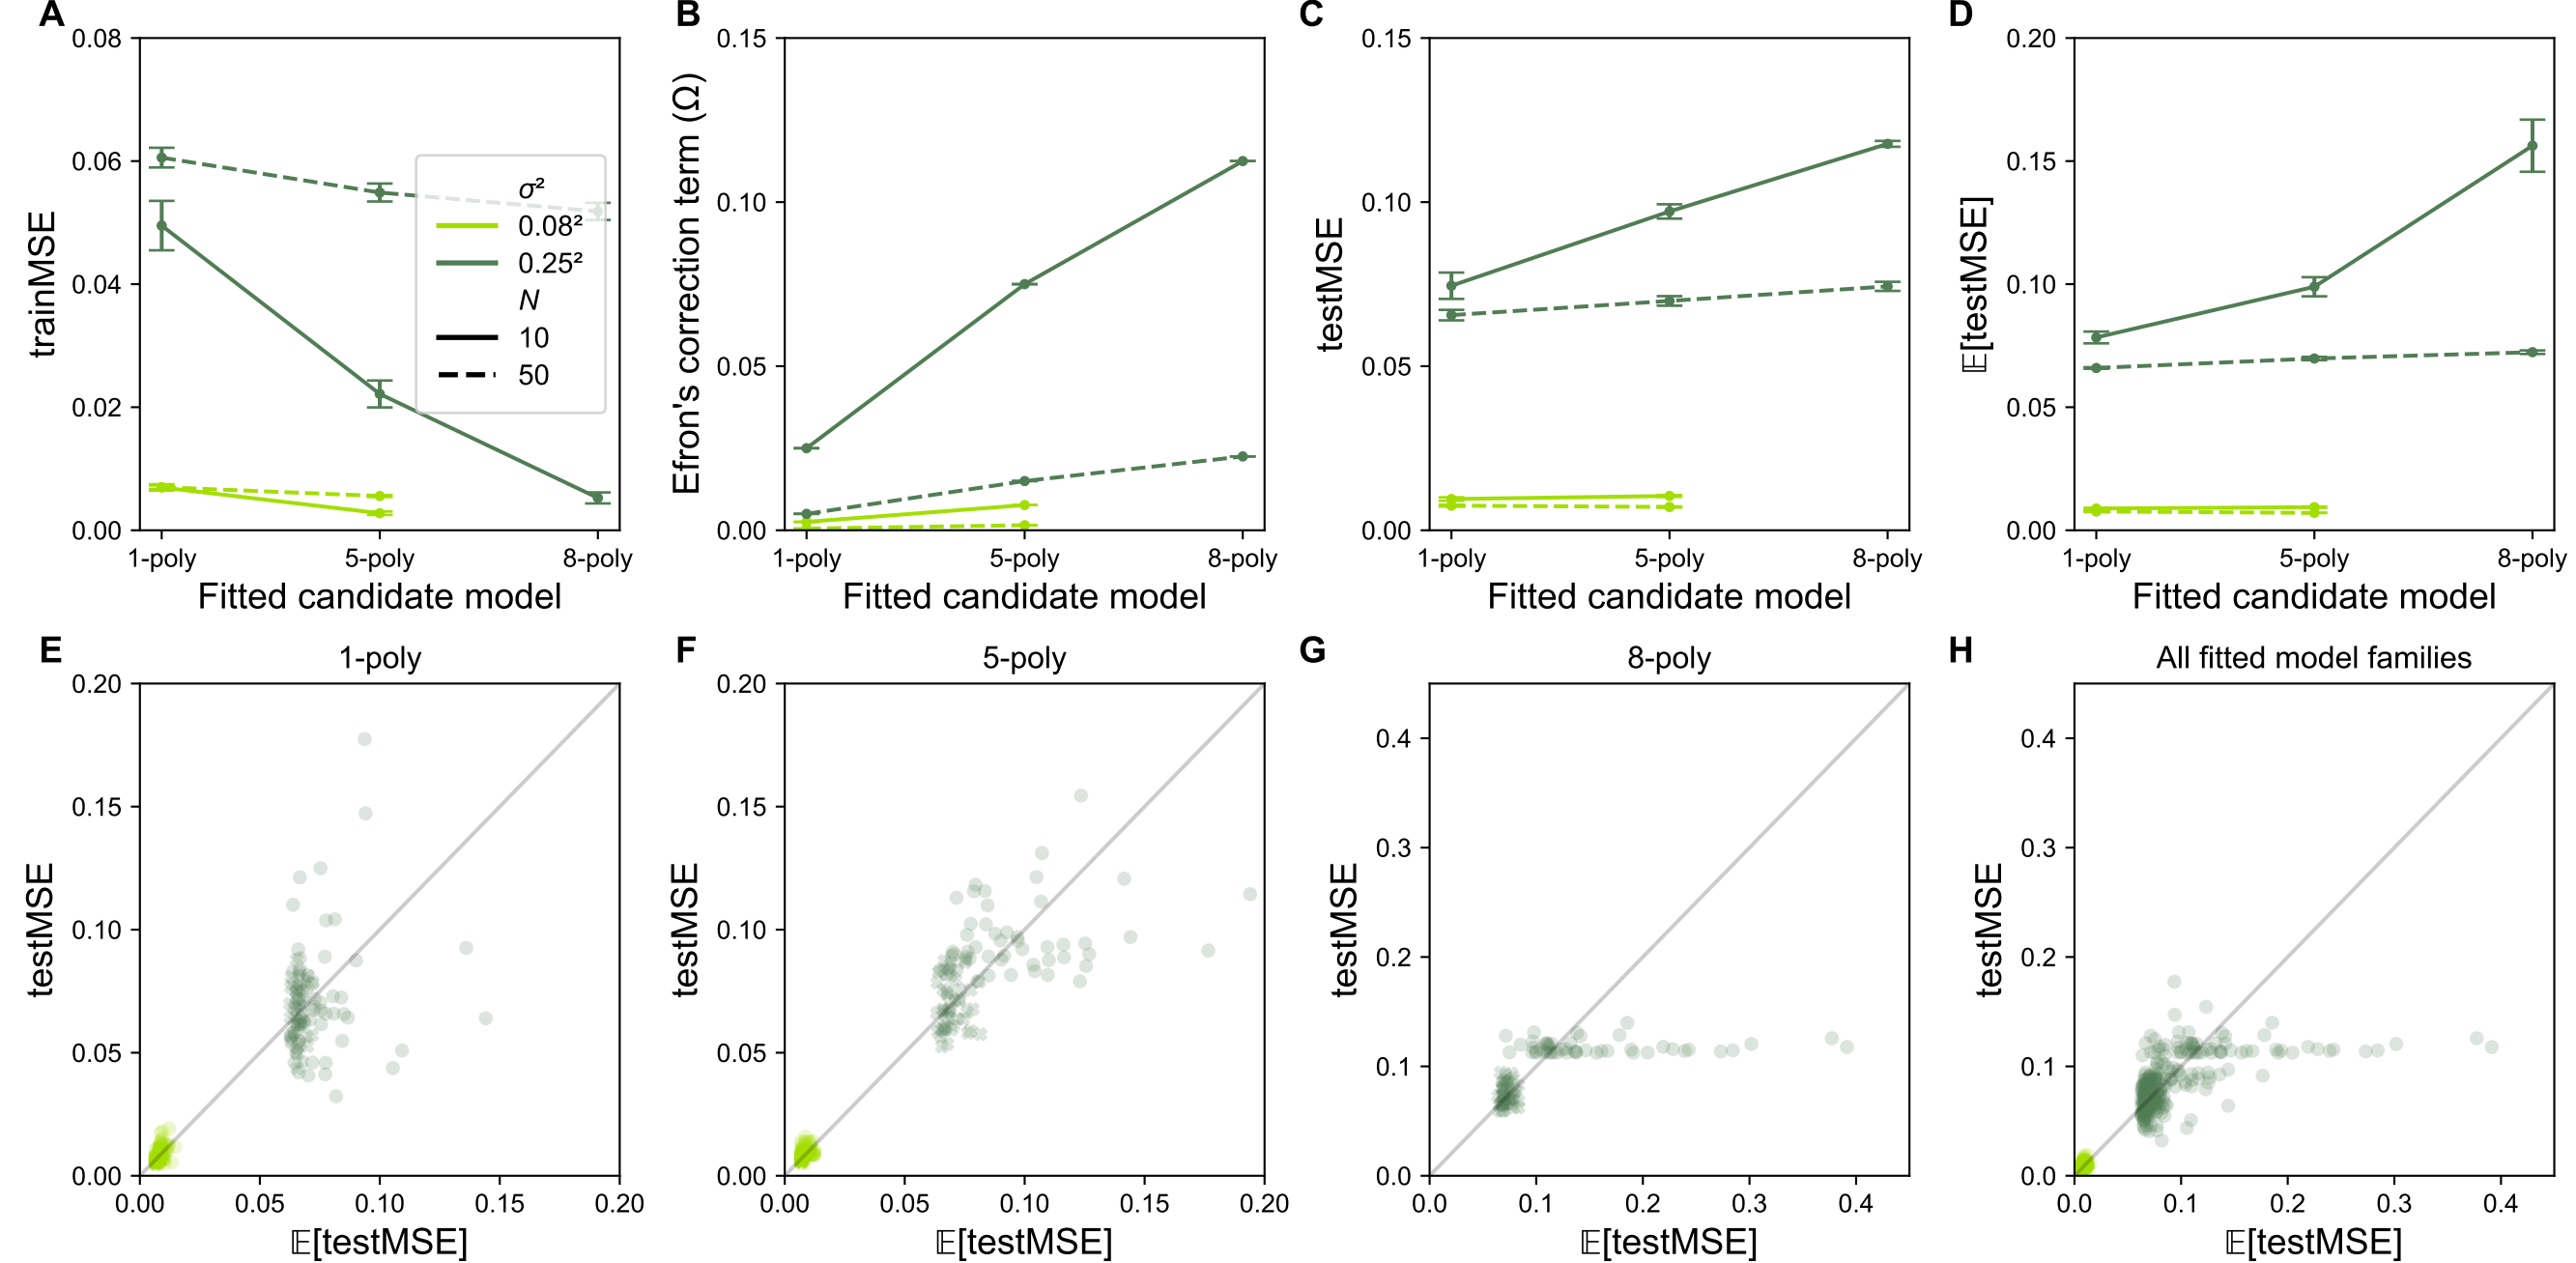 A
0.08
0.06
0.04
0.02
0.00
trainMSE
σ²
0.08²
0.25²
N
10
50
1-poly 5-poly 8-poly
Fitted candidate model
B
0.15
0.10
0.05
0.00
Efron's correction term (Ω)
1-poly 5-poly 8-poly
Fitted candidate model
C
0.15
0.10
0.05
0.00
testMSE
1-poly 5-poly 8-poly
Fitted candidate model
D
0.20
0.15
0.10
0.05
0.00
𝔼[testMSE]
1-poly 5-poly 8-poly
Fitted candidate model
E
1-poly
0.20
0.15
0.10
0.05
0.00
testMSE
0.00 0.05 0.10 0.15 0.20
𝔼[testMSE]
F
5-poly
0.20
0.15
0.10
0.05
0.00
testMSE
0.00 0.05 0.10 0.15 0.20
𝔼[testMSE]
G
8-poly
0.4
0.3
0.2
0.1
0.0
testMSE
0.0 0.1 0.2 0.3 0.4
𝔼[testMSE]
H
All fitted model families
0.4
0.3
0.2
0.1
0.0
testMSE
0.0 0.1 0.2 0.3 0.4
𝔼[testMSE]